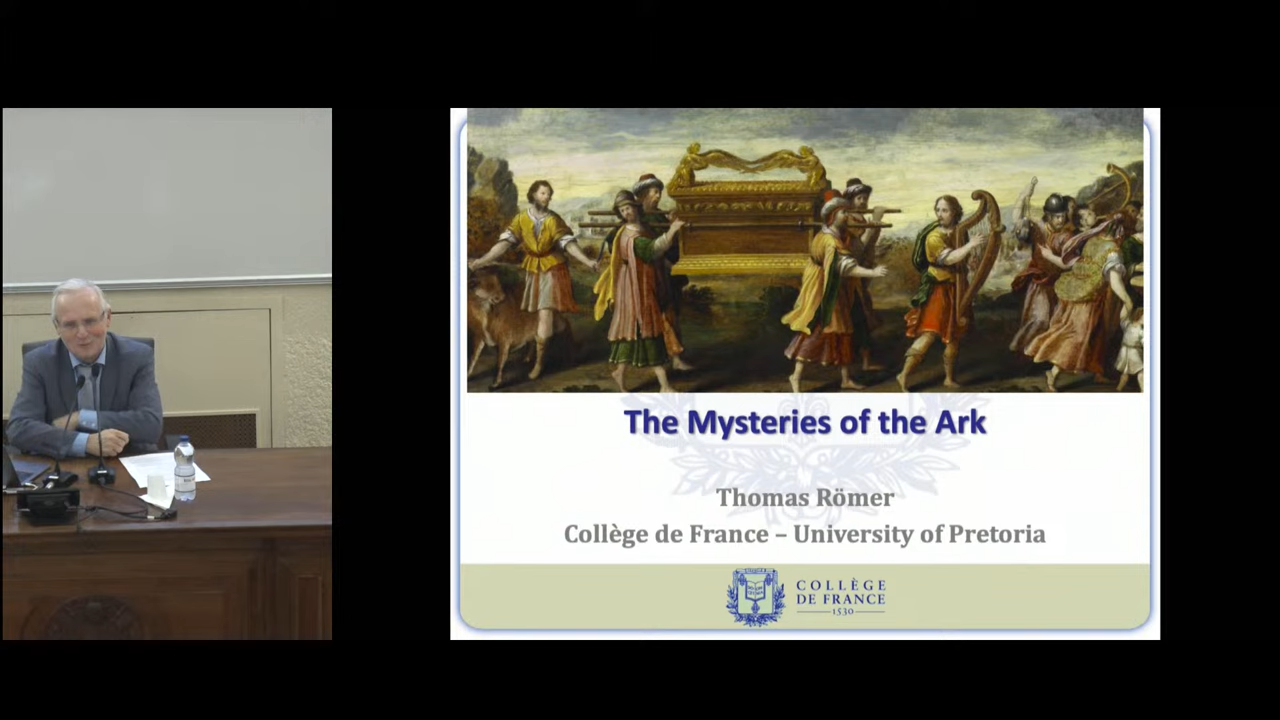 The Mysteries of the Ark
Thomas Römer
Collège de France – University of Pretoria
COLLÈGE
DE FRANCE
1530